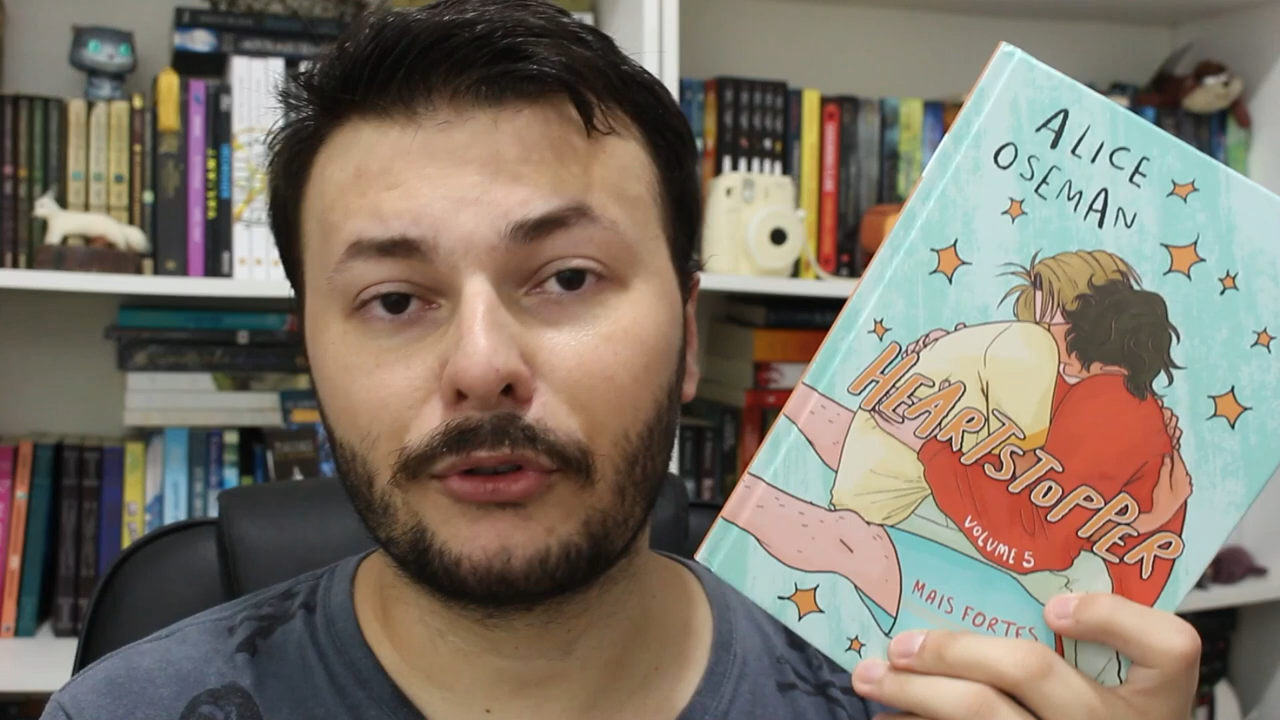 ALICE
OSEMAN
HEARTSTOPPER
VOLUME 5
MAIS FORTES